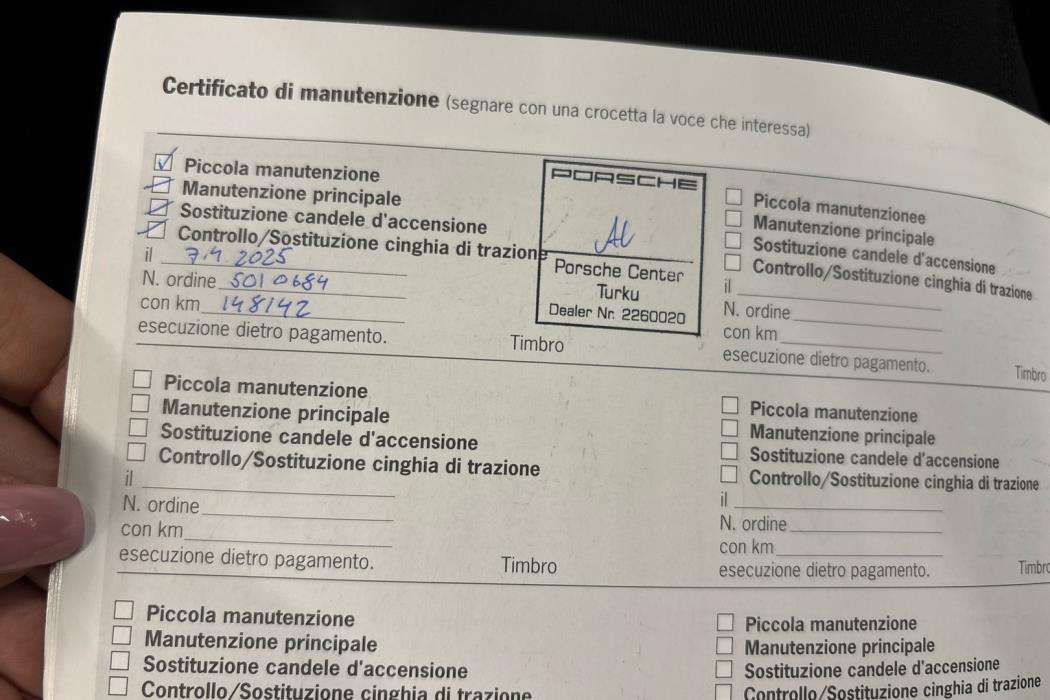 Certificato di manutenzione (segnare con una crocetta la voce che interessa)
Piccola manutenzione
Manutenzione principale
Sostituzione candele d'accensione
Controllo/Sostituzione cinghia di trazione
il 7.4.2025
N. ordine 5010684
con km 148142
esecuzione dietro pagamento.
Timbro
PORSCHE
Porsche Center
Turku
Dealer Nr. 2260020
Piccola manutenzionee
Manutenzione principale
Sostituzione candele d'accensione
Controllo/Sostituzione cinghia di trazione
il
N. ordine
con km
esecuzione dietro pagamento.
Timbro
Piccola manutenzione
Manutenzione principale
Sostituzione candele d'accensione
Controllo/Sostituzione cinghia di trazione
il
N. ordine
con km
esecuzione dietro pagamento.
Timbro
Piccola manutenzione
Manutenzione principale
Sostituzione candele d'accensione
Controllo/Sostituzione cinghia di trazione
il
N. ordine
con km
esecuzione dietro pagamento.
Timbro
Piccola manutenzione
Manutenzione principale
Sostituzione candele d'accensione
Controllo/Sostituzione cinghia di trazione
Piccola manutenzione
Manutenzione principale
Sostituzione candele d'accensione
Controllo/Sostituzione cinghia di trazione